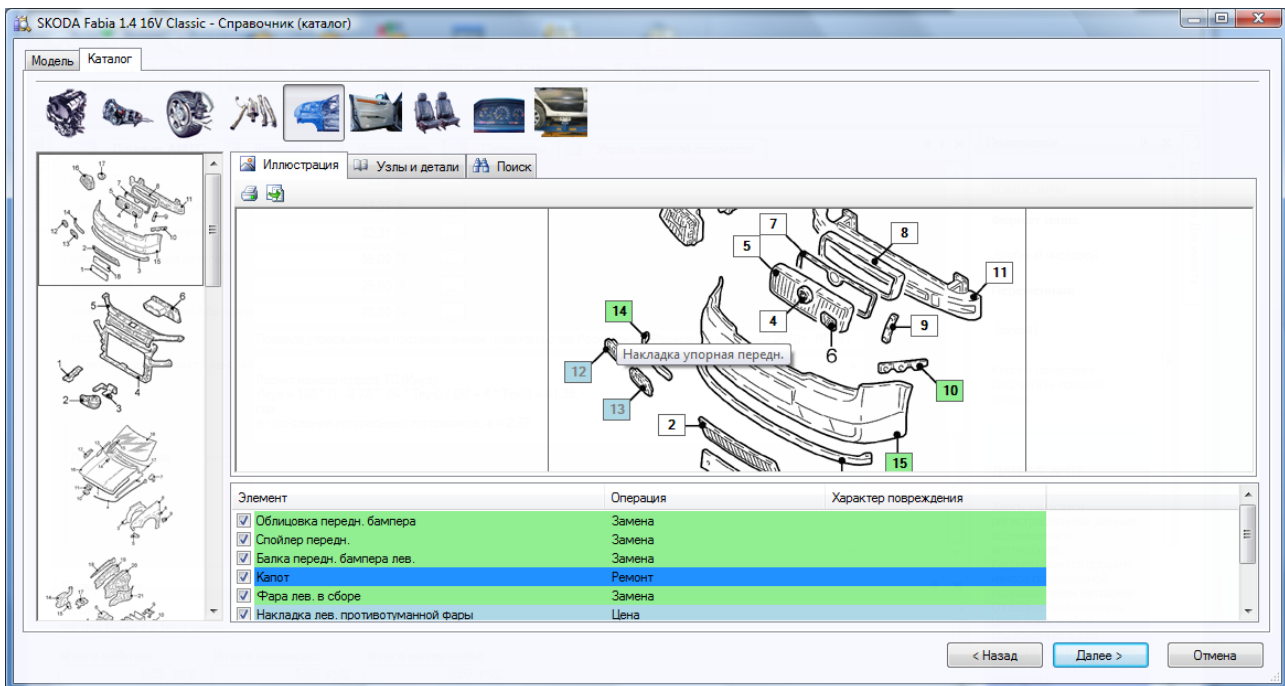 SKODA Fabia 1.4 16V Classic - Справочник (каталог)
Модель Каталог
Иллюстрация Узлы и детали Поиск
7
8
5
11
14
4
9
6
Накладка упорная передн.
12
10
13
2
15
Элемент Операция Характер повреждения
Облицовка передн. бампера Замена
Спойлер передн. Замена
Балка передн. бампера лев. Замена
Капот Ремонт
Фара лев. в сборе Замена
Накладка лев. противотуманной фары Цена
< Назад Далее > Отмена